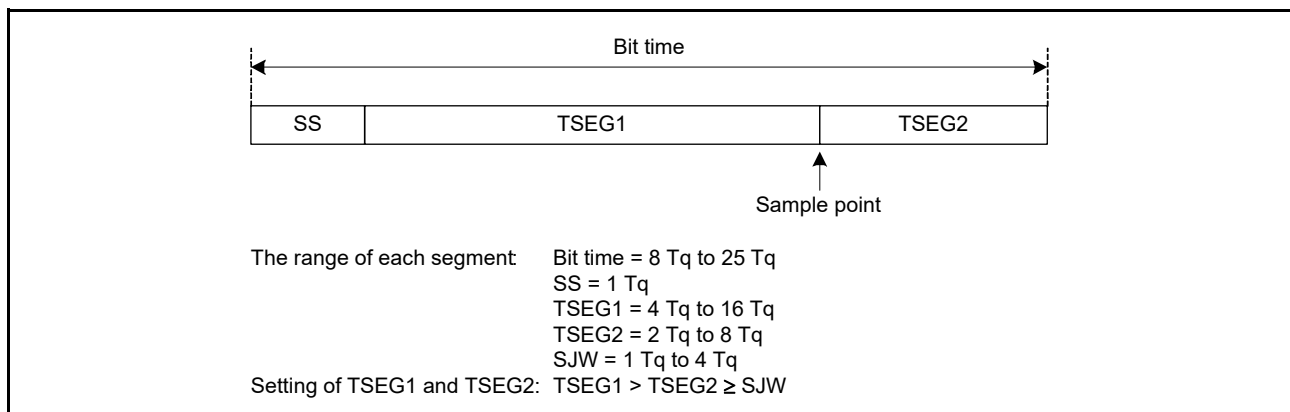 Bit time
SS
TSEG1
TSEG2
Sample point
The range of each segment: Bit time = 8 Tq to 25 Tq
SS = 1 Tq
TSEG1 = 4 Tq to 16 Tq
TSEG2 = 2 Tq to 8 Tq
SJW = 1 Tq to 4 Tq
Setting of TSEG1 and TSEG2: TSEG1 > TSEG2 ≥ SJW